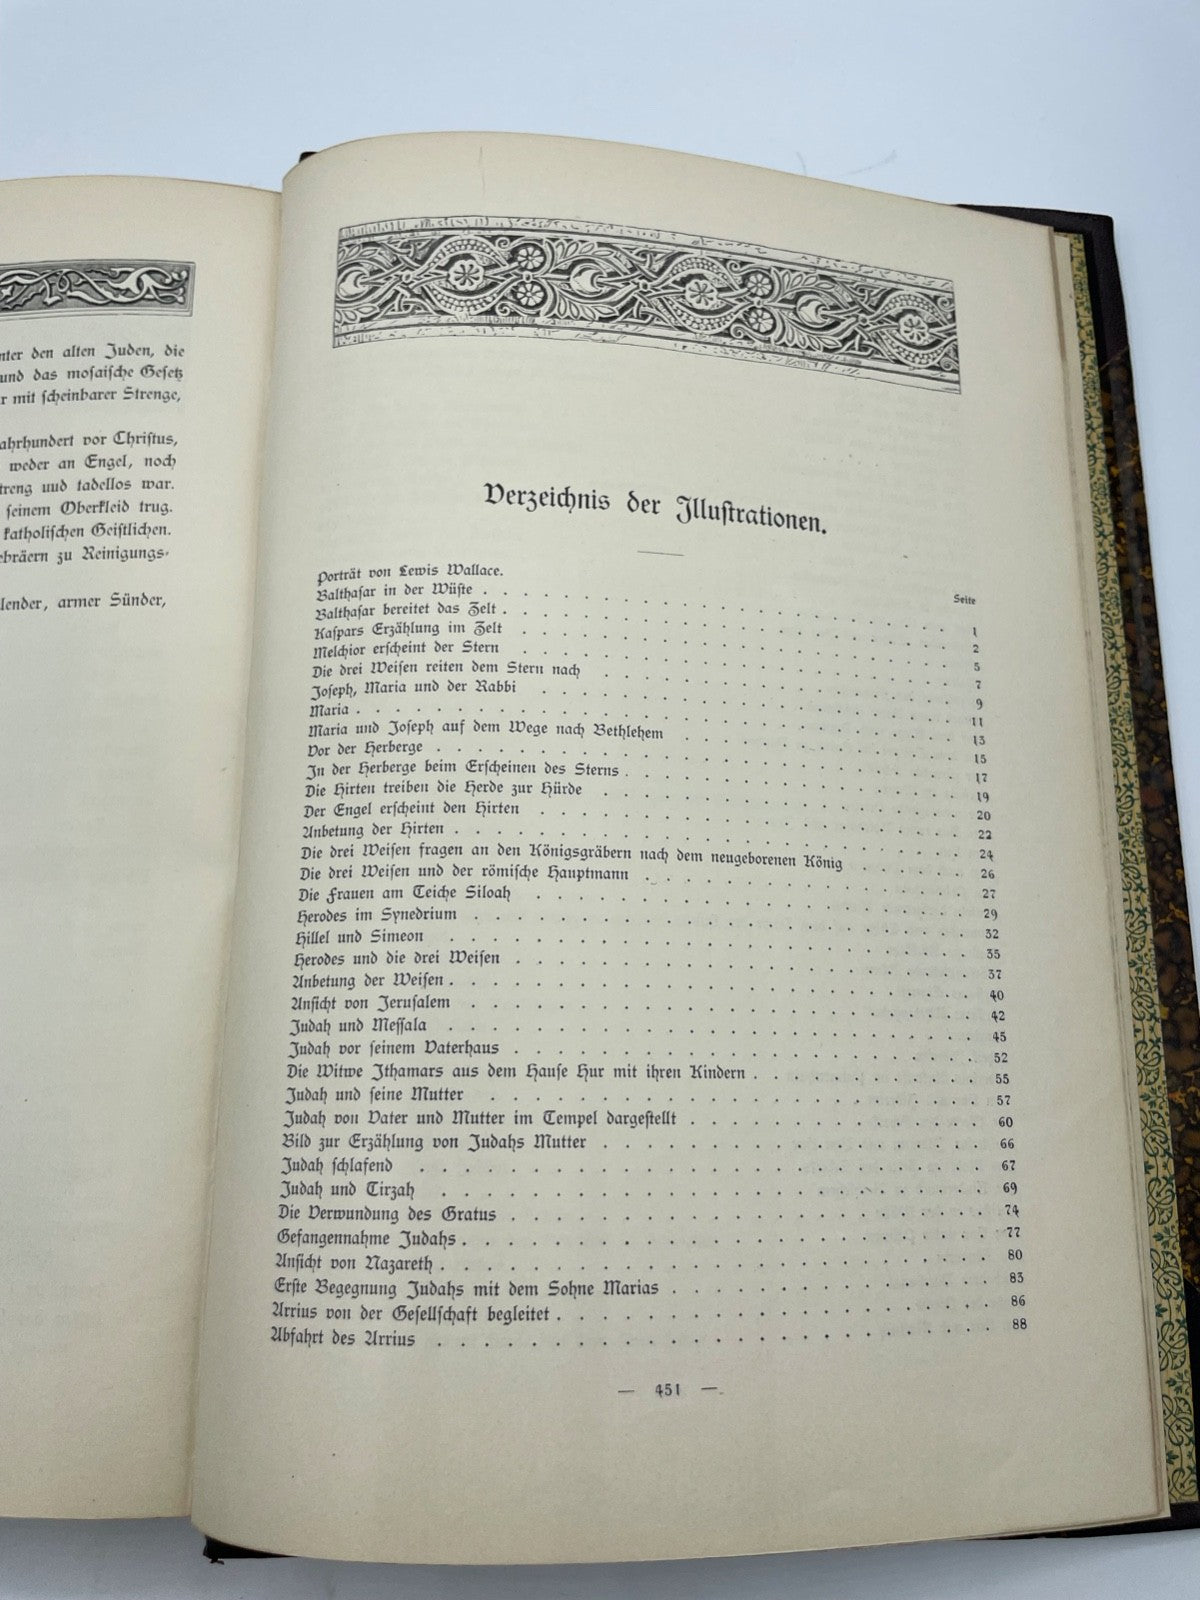 nter den alten Juden, die
und das mosaische Gesetz
r mit scheinbarer Strenge,
ahrhundert vor Christus,
weder an Engel, noch
treng uud tadellos war.
seinem Oberkleid trug.
katholischen Geistlichen.
ebräern zu Reinigungs-
lender, armer Sünder,
Verzeichnis der Illustrationen.
Seite
Porträt von Lewis Wallace.
Balthasar in der Wüste . . . . . 1
Balthasar bereitet das Zelt . . . . . 2
Kaspars Erzählung im Zelt . . . . . 5
Melchior erscheint der Stern . . . . . 7
Die drei Weisen reiten dem Stern nach . . . . . 9
Joseph, Maria und der Rabbi . . . . . 11
Maria . . . . . 13
Maria und Joseph auf dem Wege nach Bethlehem . . . . . 15
Vor der Herberge . . . . . 17
In der Herberge beim Erscheinen des Sterns . . . . . 19
Die Hirten treiben die Herde zur Hürde . . . . . 20
Der Engel erscheint den Hirten . . . . . 22
Anbetung der Hirten . . . . . 24
Die drei Weisen fragen an den Königsgräbern nach dem neugeborenen König . . . . . 26
Die drei Weisen und der römische Hauptmann . . . . . 27
Die Frauen am Teiche Siloah . . . . . 29
Herodes im Synedrium . . . . . 32
Hillel und Simeon . . . . . 35
Herodes und die drei Weisen . . . . . 37
Anbetung der Weisen . . . . . 40
Ansicht von Jerusalem . . . . . 42
Judah und Messala . . . . . 45
Judah vor seinem Vaterhaus . . . . . 52
Die Witwe Ithamars aus dem Hause Hur mit ihren Kindern . . . . . 55
Judah und seine Mutter . . . . . 57
Judah von Vater und Mutter im Tempel dargestellt . . . . . 60
Bild zur Erzählung von Judahs Mutter . . . . . 66
Judah schlafend . . . . . 67
Judah und Tirzah . . . . . 69
Die Verwundung des Gratus . . . . . 74
Gefangennahme Judahs . . . . . 77
Ansicht von Nazareth . . . . . 80
Erste Begegnung Judahs mit dem Sohne Marias . . . . . 83
Arrius von der Gesellschaft begleitet . . . . . 86
Abfahrt des Arrius . . . . . 88
— 451 —